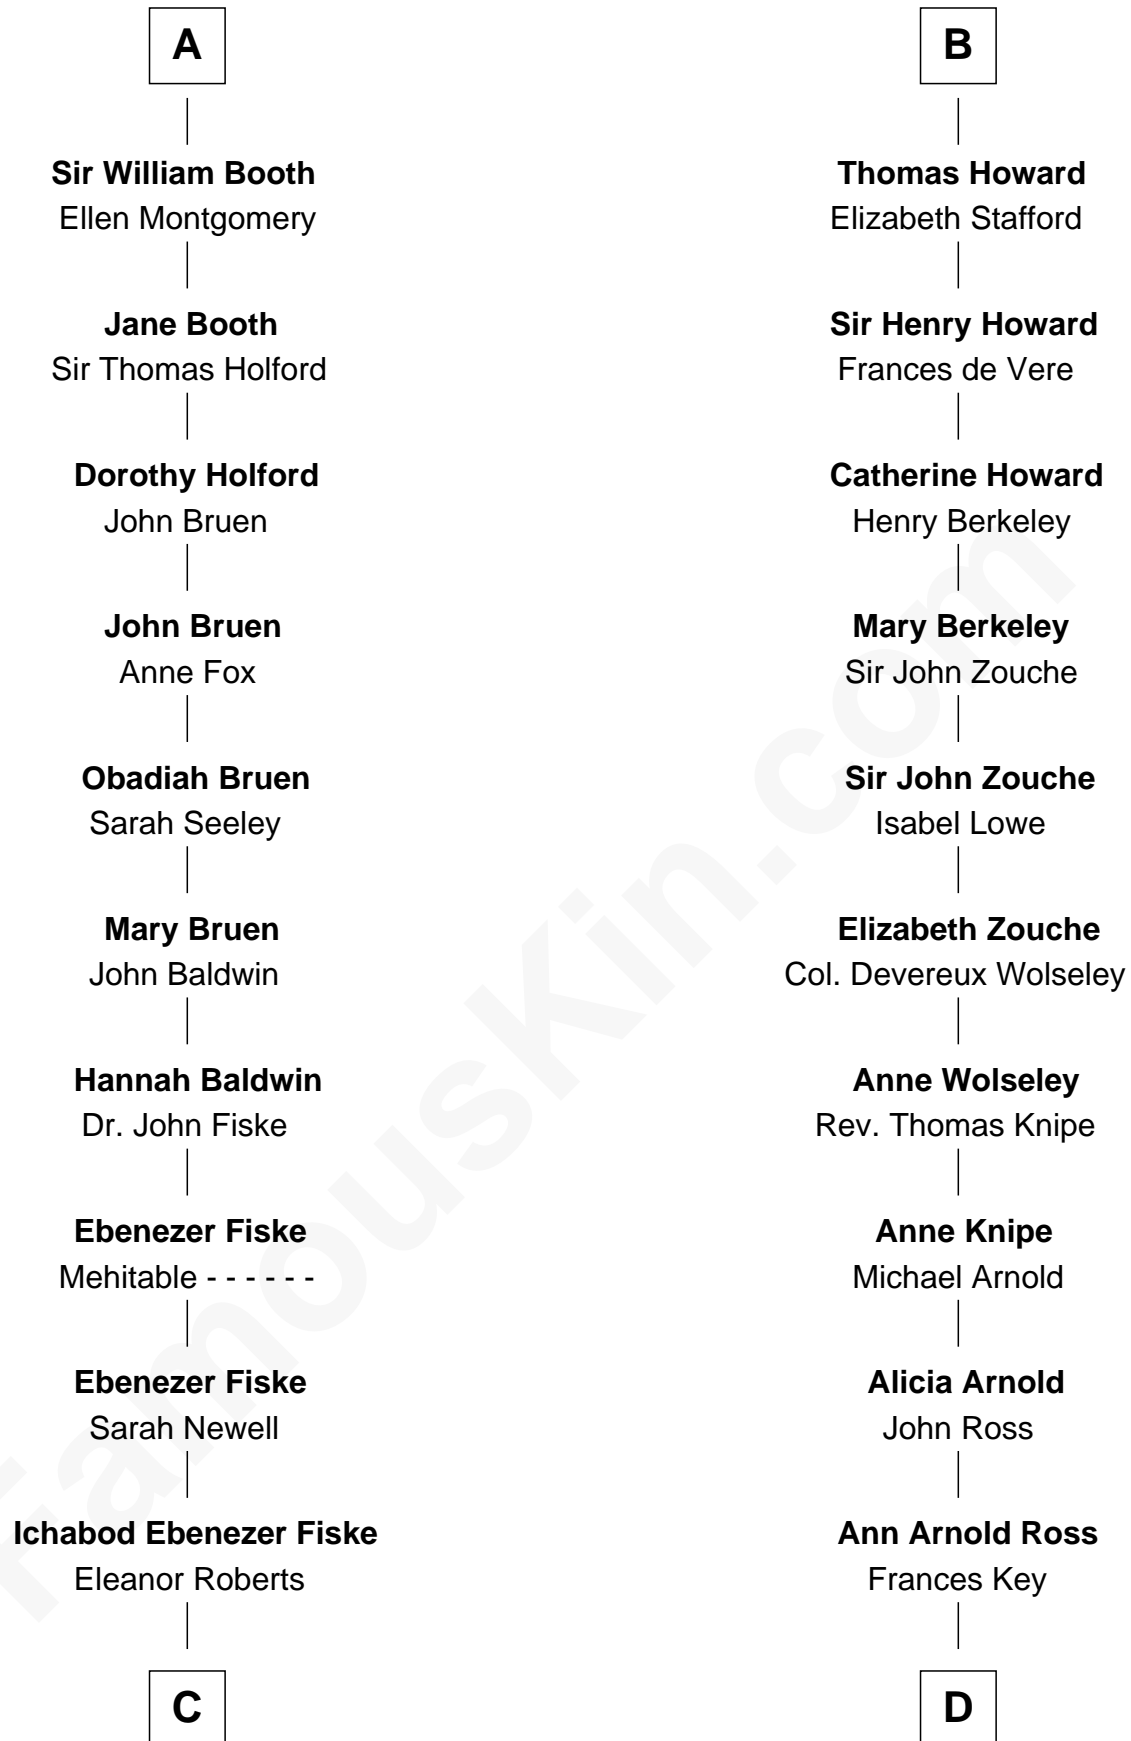 A
Sir William Booth
Ellen Montgomery
Jane Booth
Sir Thomas Holford
Dorothy Holford
John Bruen
John Bruen
Anne Fox
Obadiah Bruen
Sarah Seeley
Mary Bruen
John Baldwin
Hannah Baldwin
Dr. John Fiske
Ebenezer Fiske
Mehitable - - - - - -
Ebenezer Fiske
Sarah Newell
Ichabod Ebenezer Fiske
Eleanor Roberts
C
B
Thomas Howard
Elizabeth Stafford
Sir Henry Howard
Frances de Vere
Catherine Howard
Henry Berkeley
Mary Berkeley
Sir John Zouche
Sir John Zouche
Isabel Lowe
Elizabeth Zouche
Col. Devereux Wolseley
Anne Wolseley
Rev. Thomas Knipe
Anne Knipe
Michael Arnold
Alicia Arnold
John Ross
Ann Arnold Ross
Frances Key
D
FamousKin.com